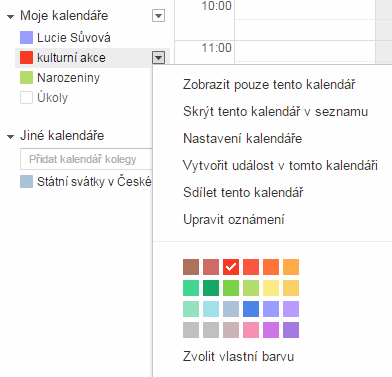 Moje kalendáře
Lucie Sůvová
kulturní akce
Narozeniny
Úkoly
Jiné kalendáře
Přidat kalendář kolegy
Státní svátky v České
10:00
11:00
Zobrazit pouze tento kalendář
Skrýt tento kalendář v seznamu
Nastavení kalendáře
Vytvořit událost v tomto kalendáři
Sdílet tento kalendář
Upravit oznámení
Zvolit vlastní barvu